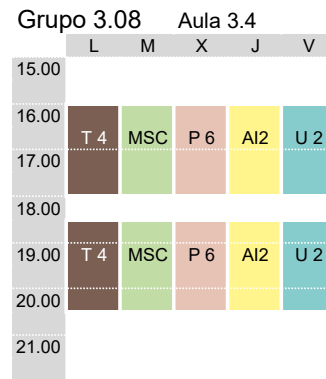 Grupo 3.08 Aula 3.4
L M X J V
15.00
16.00
T 4 MSC P 6 AI2 U 2
17.00
18.00
19.00 T 4 MSC P 6 AI2 U 2
20.00
21.00